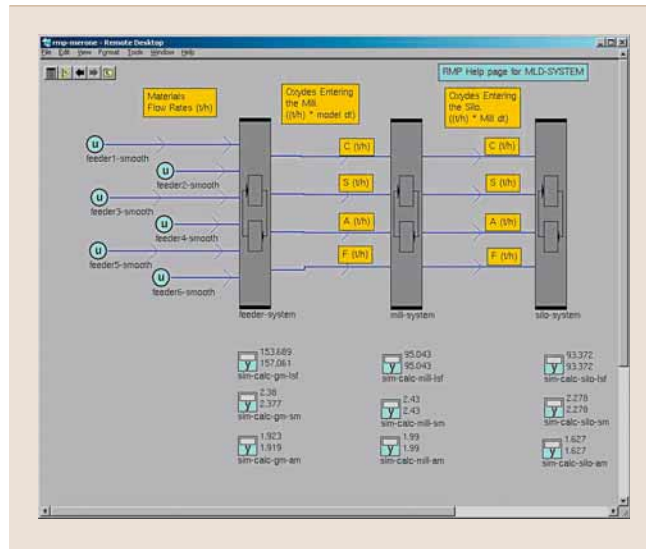 rmp-merone - Remote Desktop
File Edit View Format Tools Window Help
RMP Help page for MLD-SYSTEM
Materials
Flow Rates (t/h)
Oxydes Entering
the Mill.
((t/h) * model dt)
Oxydes Entering
the Silo.
((t/h) * Mill dt)
u
feeder1-smooth
u
feeder2-smooth
u
feeder3-smooth
u
feeder4-smooth
u
feeder5-smooth
u
feeder6-smooth
C (t/h)
C (t/h)
S (t/h)
S (t/h)
A (t/h)
A (t/h)
F (t/h)
F (t/h)
feeder-system
mill-system
silo-system
y
153.689
157.061
sim-calc-gm-lsf
y
95.043
95.043
sim-calc-mill-lsf
y
93.372
93.372
sim-calc-silo-lsf
y
2.38
2.377
sim-calc-gm-sm
y
2.43
2.43
sim-calc-mill-sm
y
2.278
2.278
sim-calc-silo-sm
y
1.923
1.919
sim-calc-gm-am
y
1.99
1.99
sim-calc-mill-am
y
1.627
1.627
sim-calc-silo-am